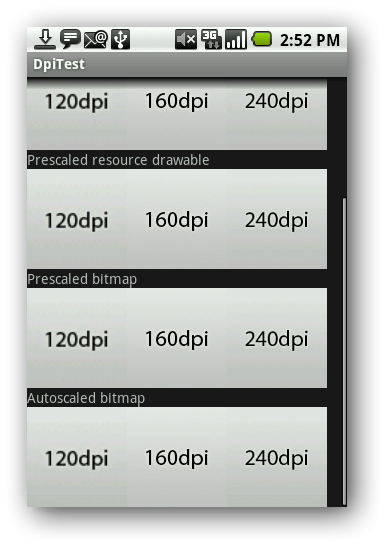 3G 2:52 PM
DpiTest
120dpi 160dpi 240dpi
Prescaled resource drawable
120dpi 160dpi 240dpi
Prescaled bitmap
120dpi 160dpi 240dpi
Autoscaled bitmap
120dpi 160dpi 240dpi